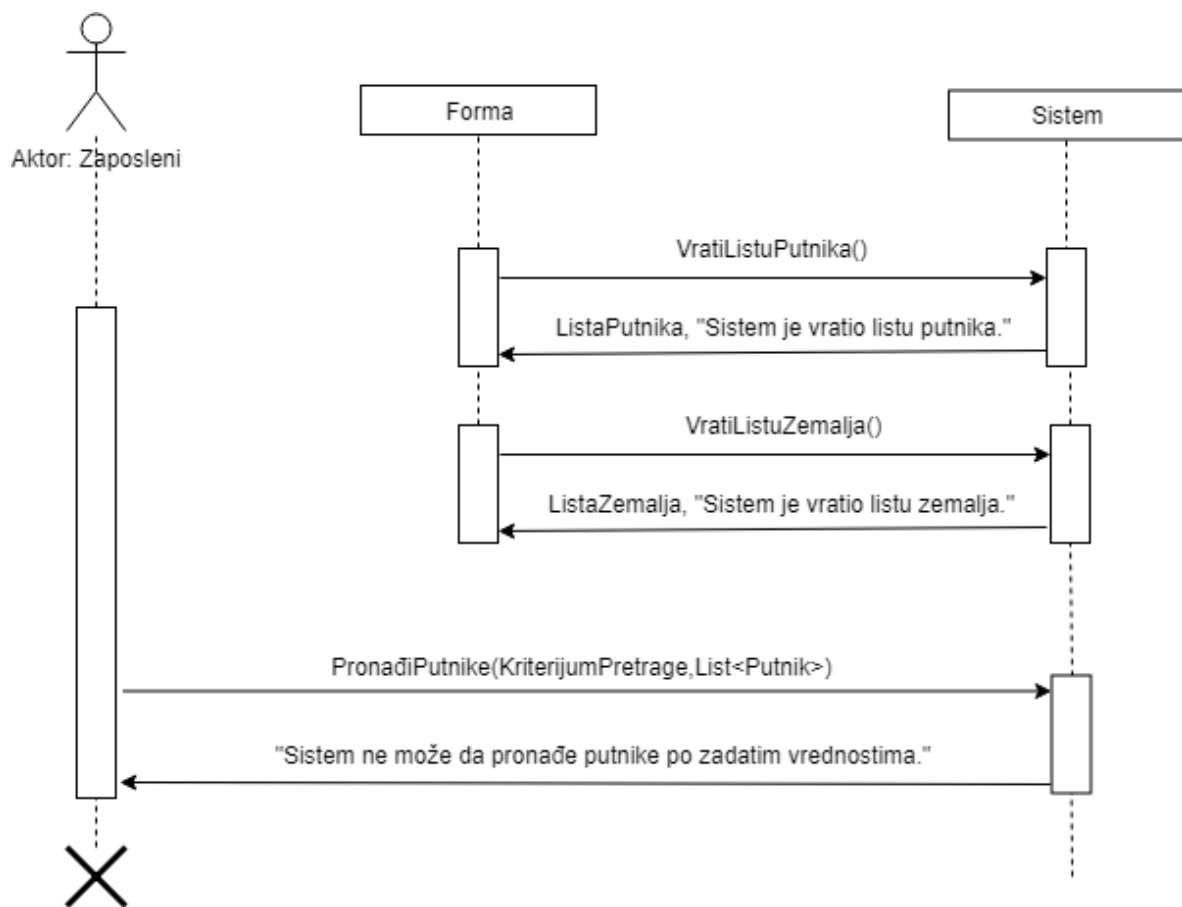 Forma
Sistem
Aktor: Zaposleni
VratiListuPutnika()
ListaPutnika, "Sistem je vratio listu putnika."
VratiListuZemalja()
ListaZemalja, "Sistem je vratio listu zemalja."
PronađiPutnike(KriterijumPretrage,List<Putnik>)
"Sistem ne može da pronađe putnike po zadatim vrednostima."